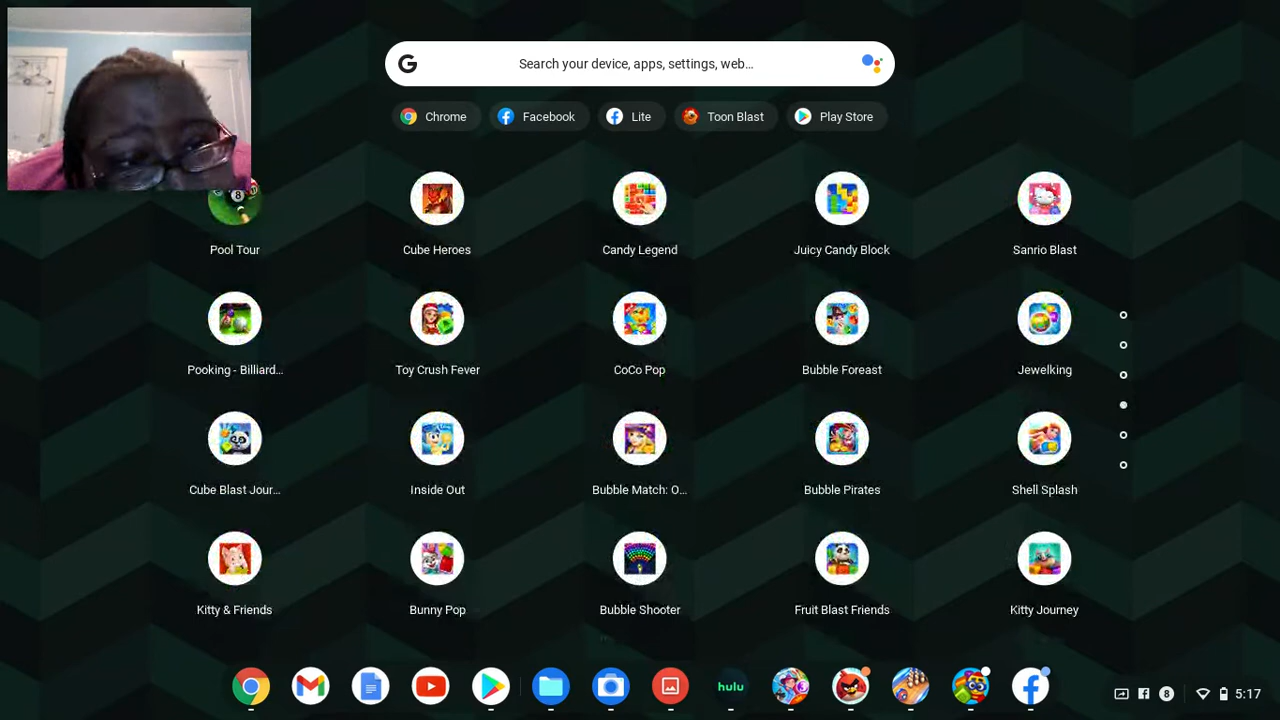 Search your device, apps, settings, web...
Chrome
Facebook
Lite
Toon Blast
Play Store
Pool Tour
Cube Heroes
Candy Legend
Juicy Candy Block
Sanrio Blast
Pooking - Billiard...
Toy Crush Fever
CoCo Pop
Bubble Foreast
Jewelking
Cube Blast Jour...
Inside Out
Bubble Match: O...
Bubble Pirates
Shell Splash
Kitty & Friends
Bunny Pop
Bubble Shooter
Fruit Blast Friends
Kitty Journey
hulu
8
5:17